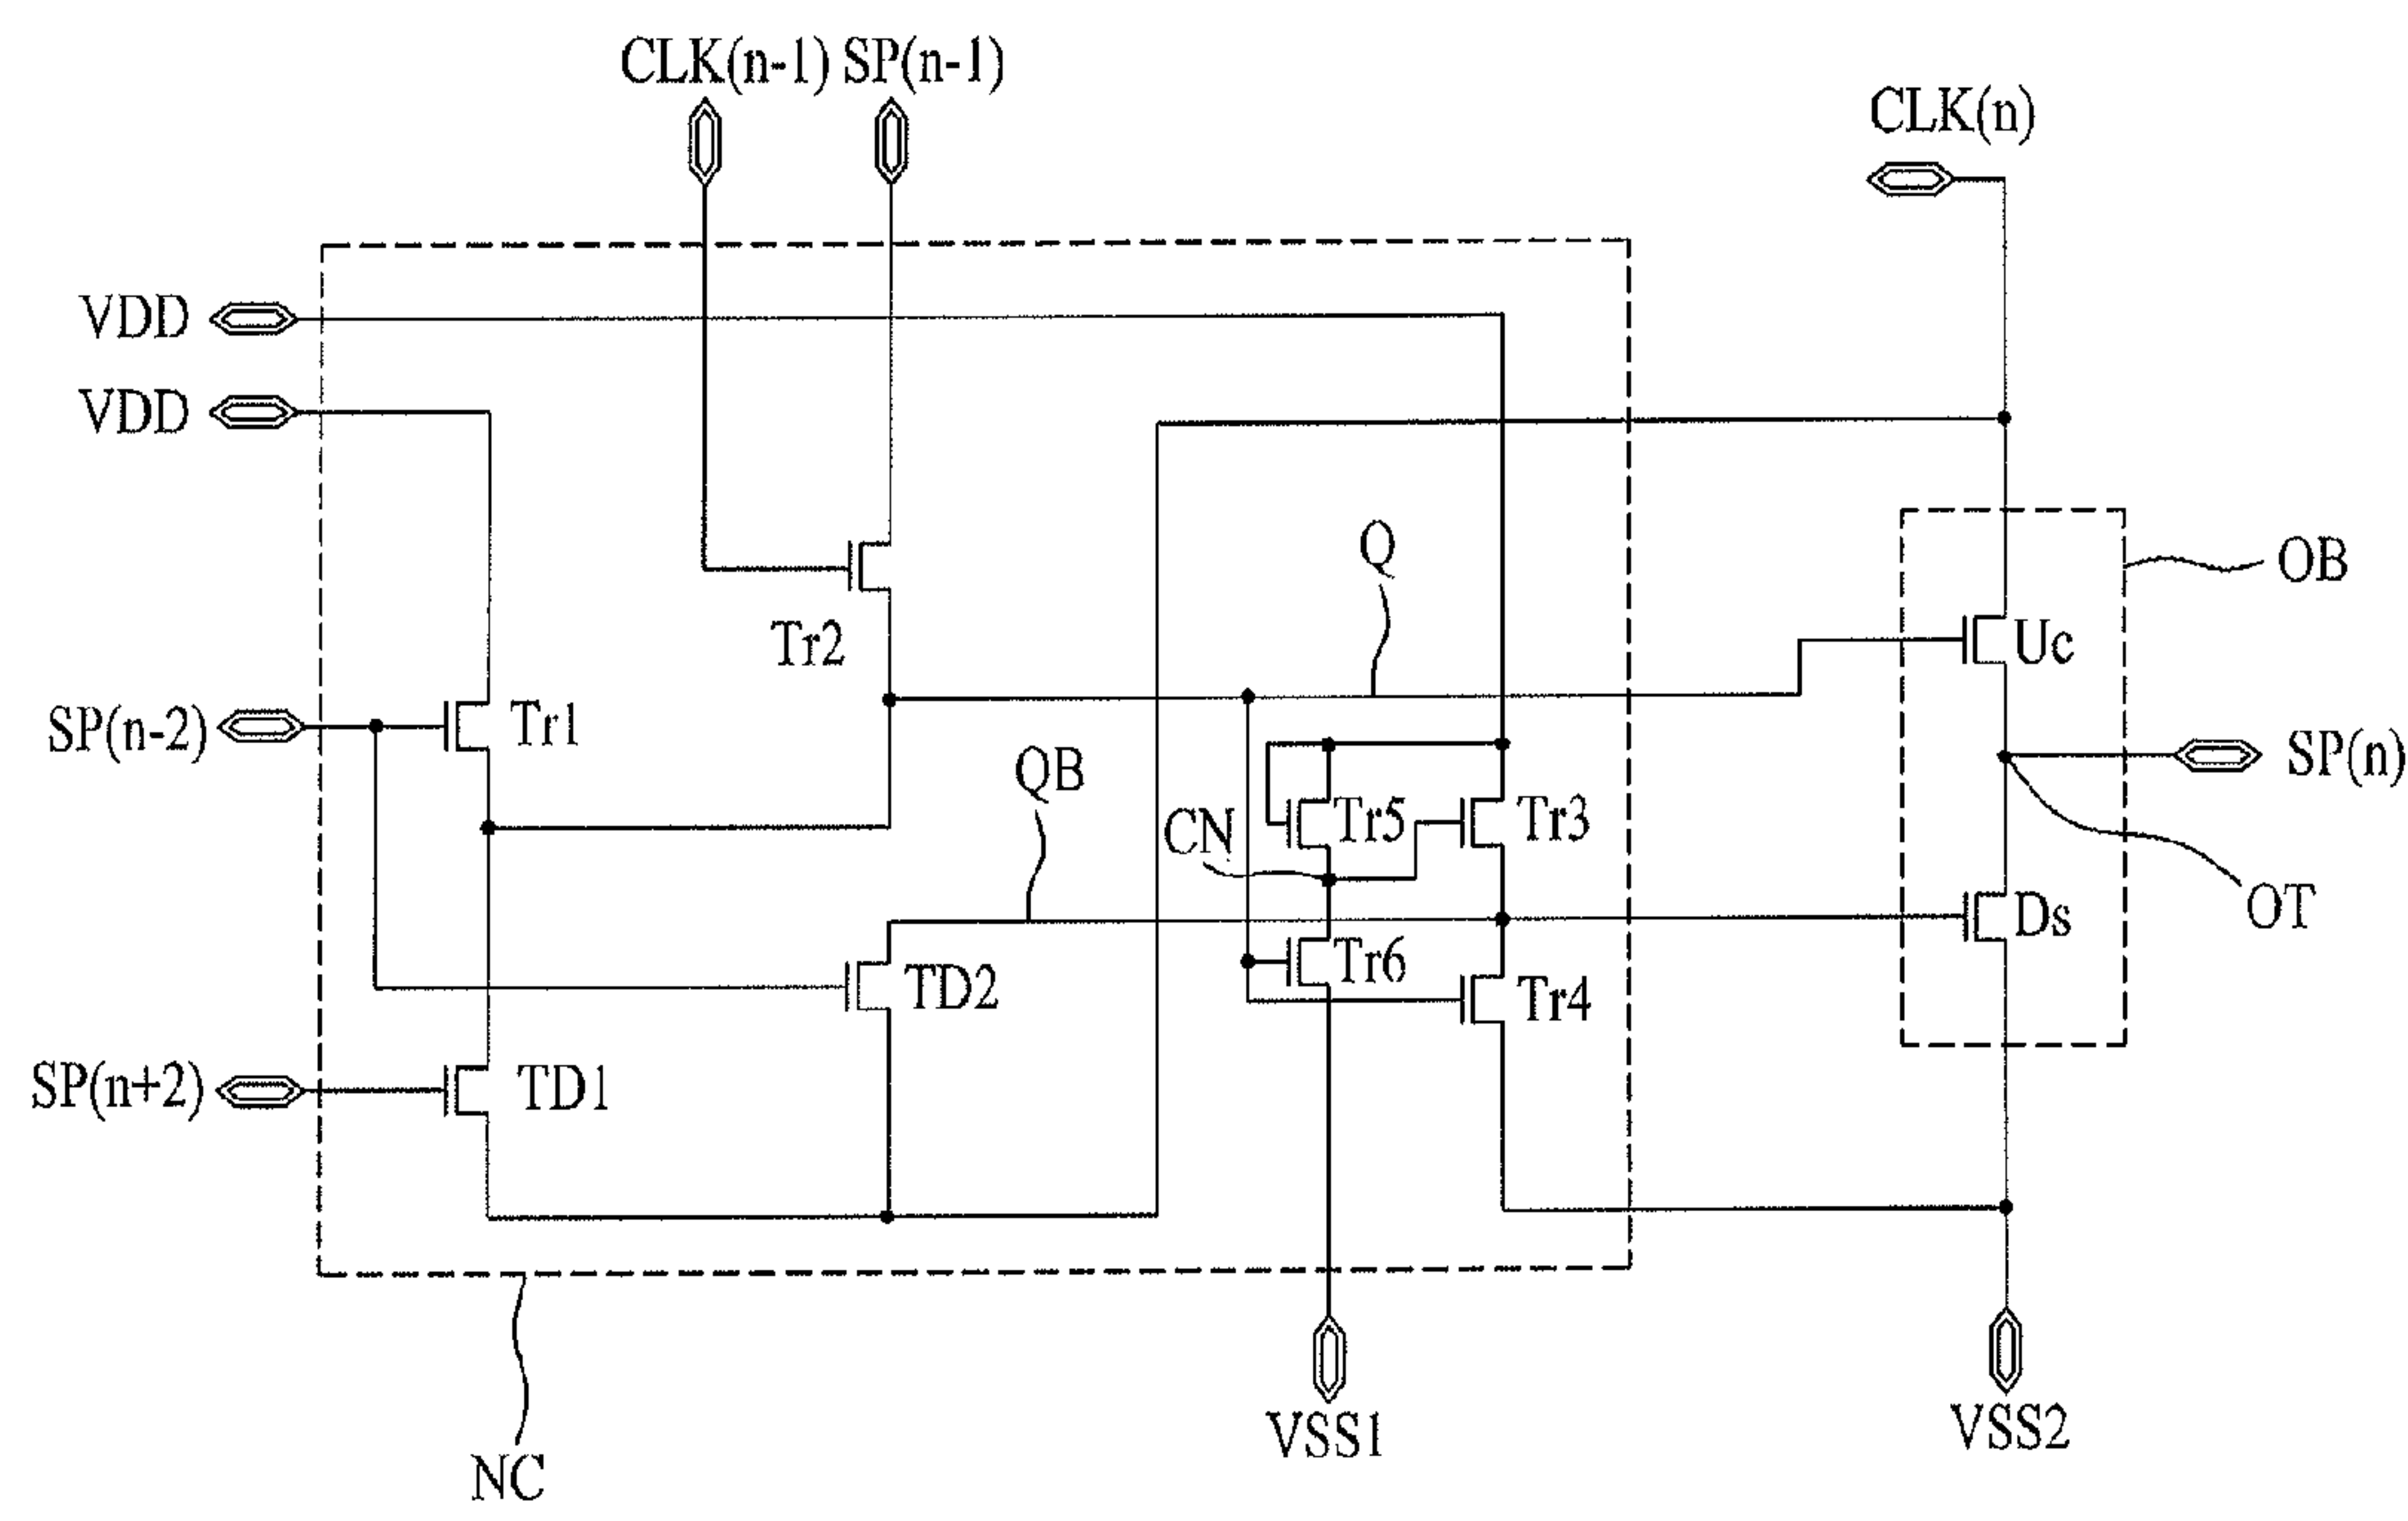 CLK(n-1) SP(n-1)
CLK(n)
VDD
VDD
Q
OB
Tr2
Uc
SP(n-2)
Tr1
QB
SP(n)
CN
Tr5
Tr3
OT
Ds
Tr6
TD2
Tr4
SP(n+2)
TD1
VSS1
VSS2
NC